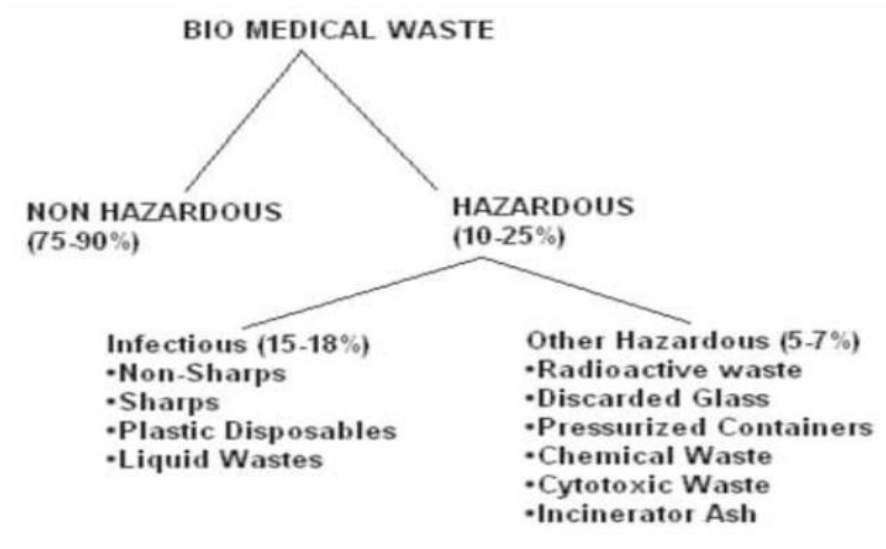 BIO MEDICAL WASTE
NON HAZARDOUS
(75-90%)
HAZARDOUS
(10-25%)
Infectious (15-18%)
•Non-Sharps
•Sharps
•Plastic Disposables
•Liquid Wastes
Other Hazardous (5-7%)
•Radioactive waste
•Discarded Glass
•Pressurized Containers
•Chemical Waste
•Cytotoxic Waste
•Incinerator Ash